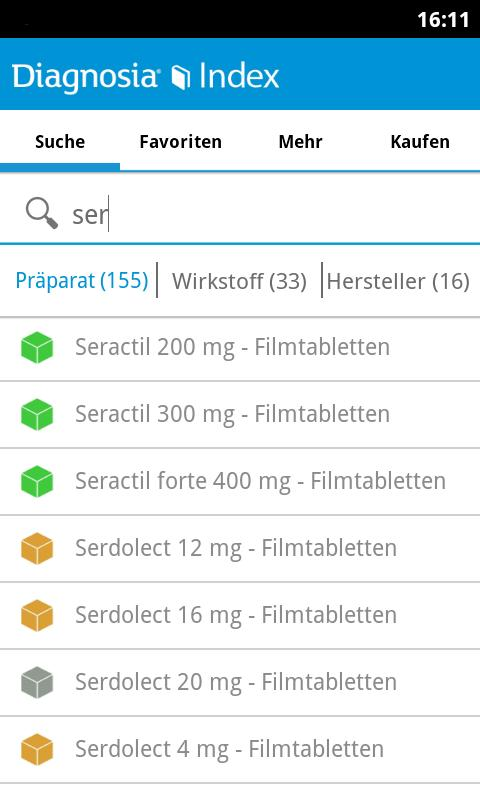 16:11
Diagnosia® Index
Suche Favoriten Mehr Kaufen
ser
Präparat (155) Wirkstoff (33) Hersteller (16)
Seractil 200 mg - Filmtabletten
Seractil 300 mg - Filmtabletten
Seractil forte 400 mg - Filmtabletten
Serdolect 12 mg - Filmtabletten
Serdolect 16 mg - Filmtabletten
Serdolect 20 mg - Filmtabletten
Serdolect 4 mg - Filmtabletten